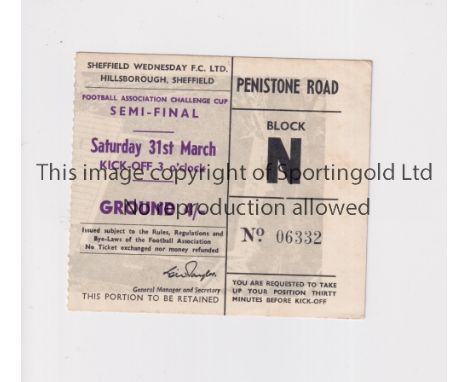 SHEFFIELD WEDNESDAY F.C. LTD.
HILLSBOROUGH, SHEFFIELD
FOOTBALL ASSOCIATION CHALLENGE CUP
SEMI-FINAL
Saturday 31st March
KICK-OFF 3 o'clock
GROUND 4/-
Issued subject to the Rules, Regulations and
Bye-Laws of the Football Association
No Ticket exchanged nor money refunded
General Manager and Secretary
THIS PORTION TO BE RETAINED
PENISTONE ROAD
BLOCK
N
No. 06332
YOU ARE REQUESTED TO TAKE
UP YOUR POSITION THIRTY
MINUTES BEFORE KICK-OFF
This image copyright of Sportingold Ltd
No reproduction allowed